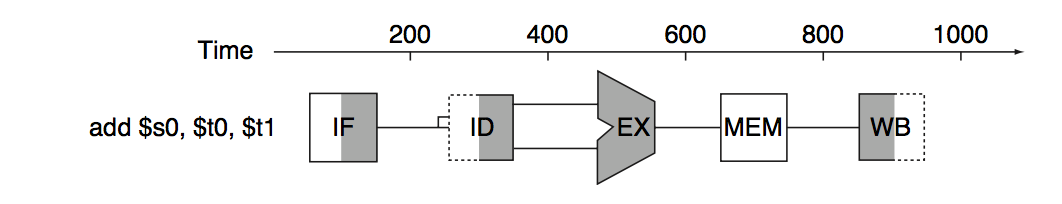 Time 200 400 600 800 1000
add $s0, $t0, $t1 IF ID EX MEM WB